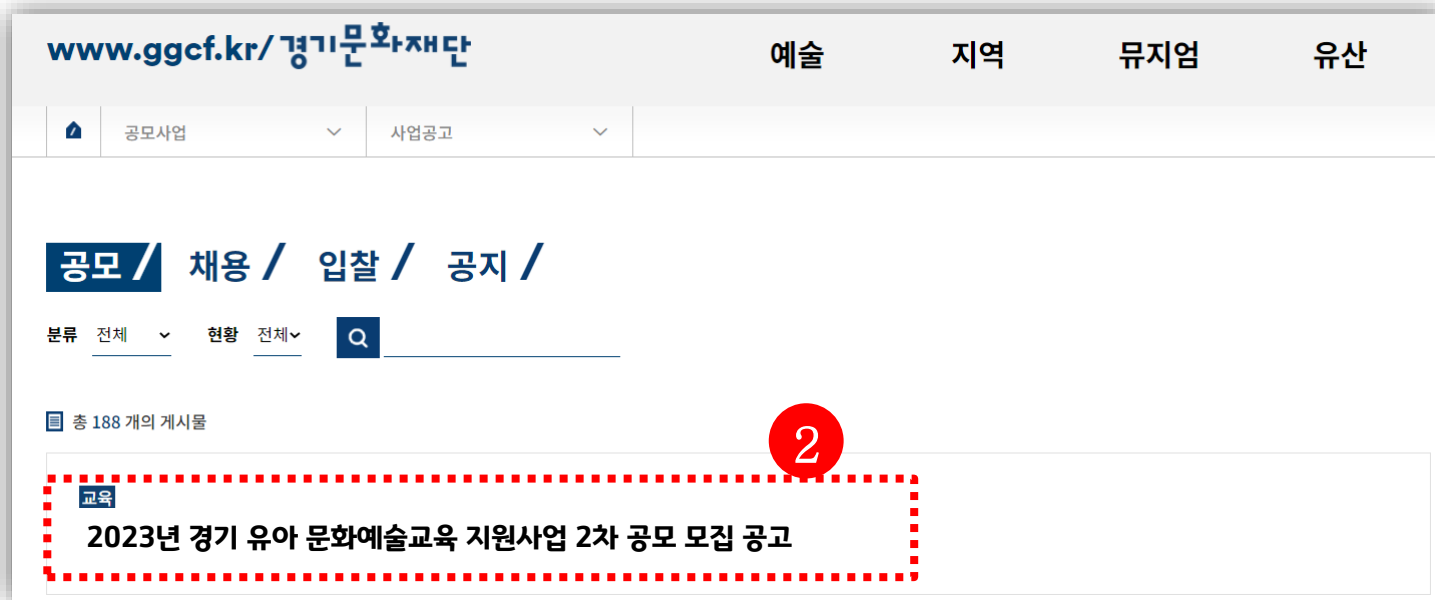 www.ggcf.kr/경기문화재단 예술 지역 뮤지엄 유산
공모사업 사업공고
공모 / 채용 / 입찰 / 공지 /
분류 전체 현황 전체
총 188 개의 게시물
2
교육
2023년 경기 유아 문화예술교육 지원사업 2차 공모 모집 공고